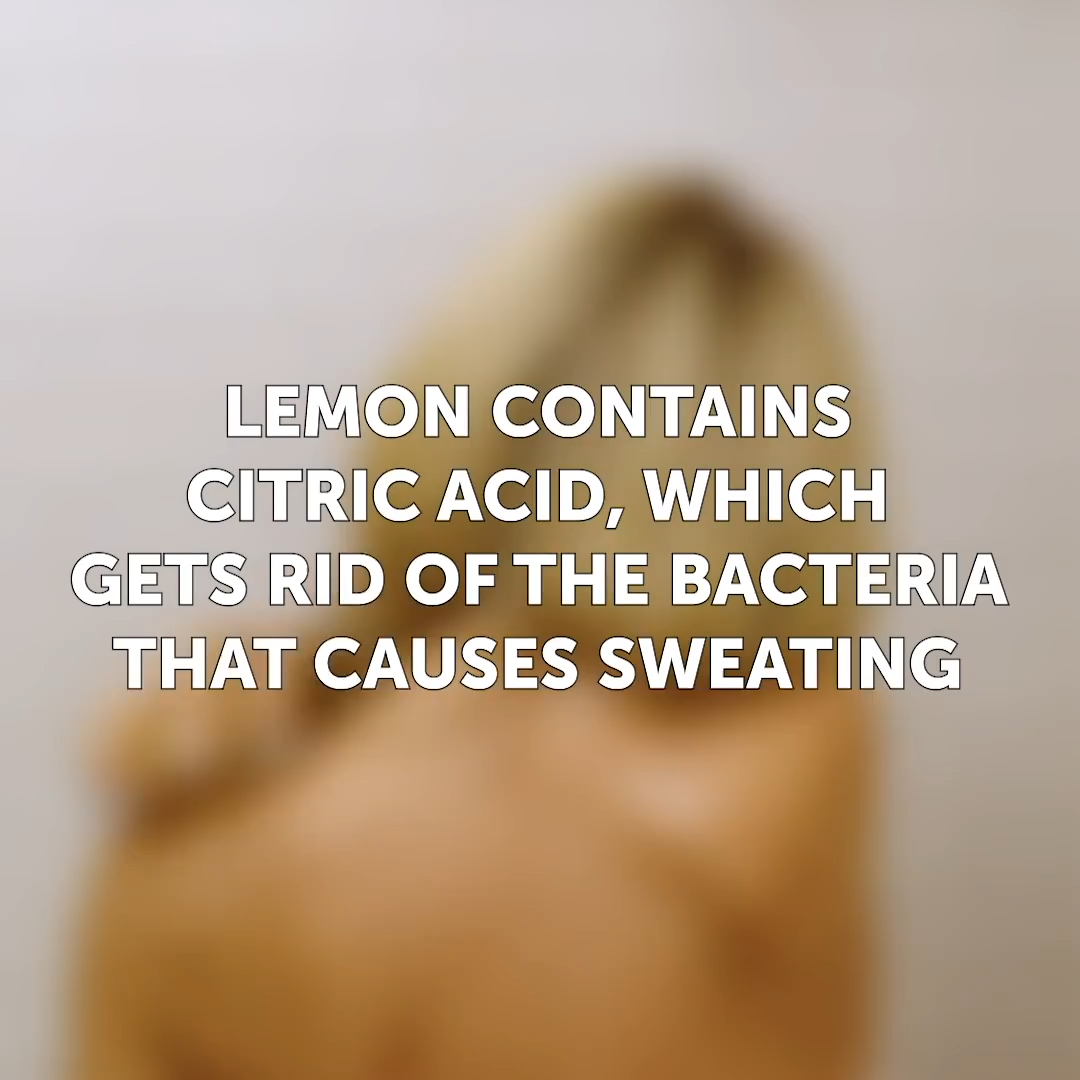 LEMON CONTAINS
CITRIC ACID, WHICH
GETS RID OF THE BACTERIA
THAT CAUSES SWEATING